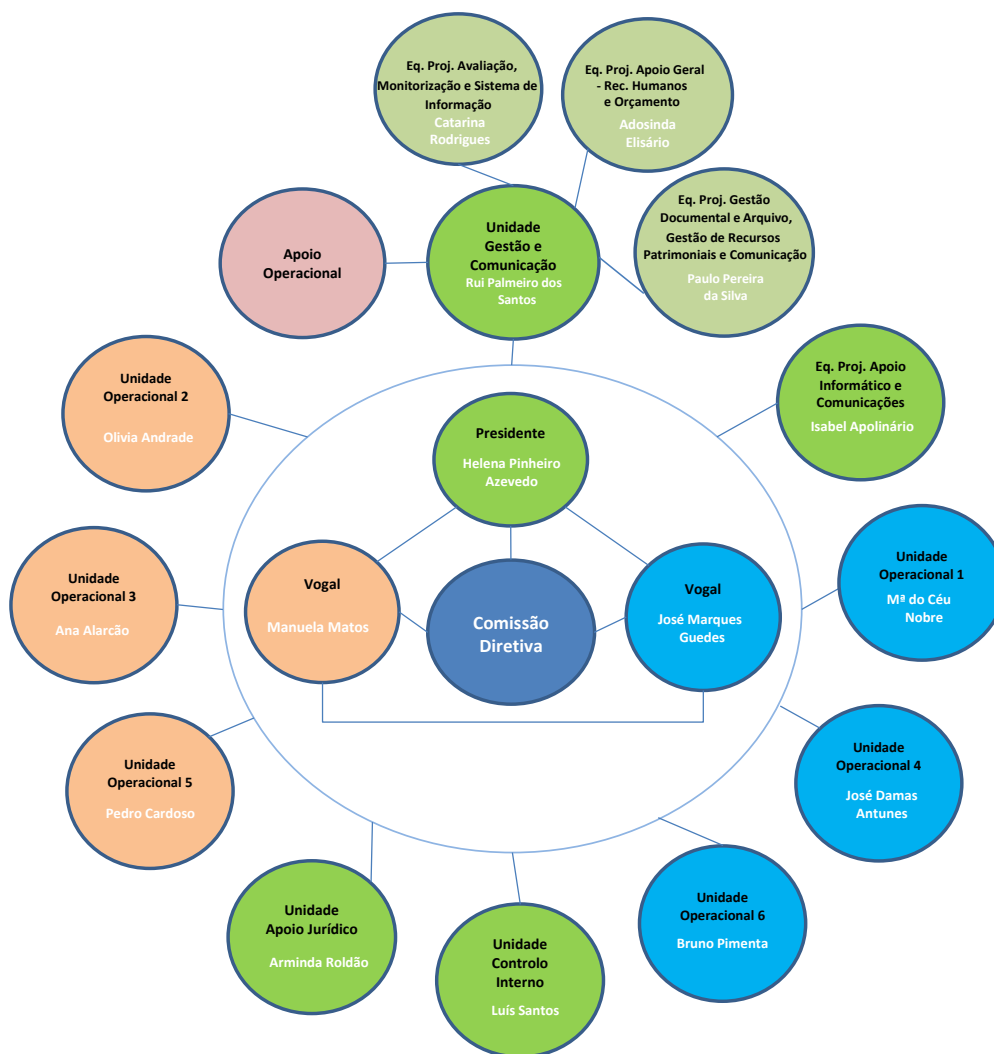 Eq. Proj. Avaliação,
Monitorização e Sistema de
Informação
Catarina
Rodrigues
Eq. Proj. Apoio Geral
- Rec. Humanos
e Orçamento
Adosinda
Elisário
Eq. Proj. Gestão
Documental e Arquivo,
Gestão de Recursos
Patrimoniais e Comunicação
Paulo Pereira
da Silva
Unidade
Gestão e
Comunicação
Rui Palmeiro dos
Santos
Apoio
Operacional
Unidade
Operacional 2
Olivia Andrade
Eq. Proj. Apoio
Informático e
Comunicações
Isabel Apolinário
Presidente
Helena Pinheiro
Azevedo
Unidade
Operacional 3
Ana Alarcão
Vogal
Manuela Matos
Comissão
Diretiva
Vogal
José Marques
Guedes
Unidade
Operacional 1
Mª do Céu
Nobre
Unidade
Operacional 5
Pedro Cardoso
Unidade
Operacional 4
José Damas
Antunes
Unidade
Apoio Jurídico
Arminda Roldão
Unidade
Controlo
Interno
Luís Santos
Unidade
Operacional 6
Bruno Pimenta